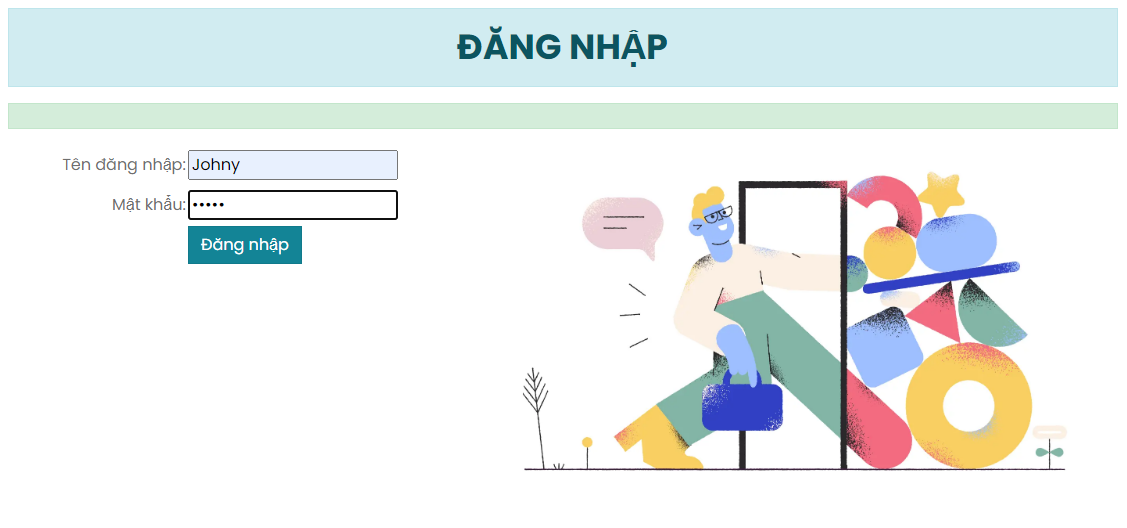 ĐĂNG NHẬP
Tên đăng nhập: Johny
Mật khẩu: •••••
Đăng nhập